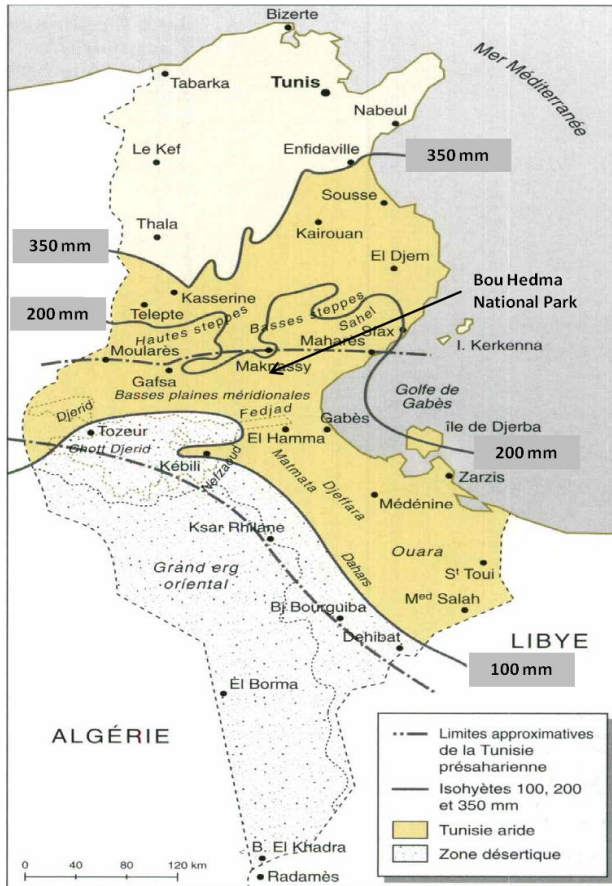 Bizerte
Mer Méditerranée
Tabarka
Tunis
Nabeul
Le Kef
Enfidaville
350 mm
Sousse
Thala
Kairouan
350 mm
El Djem
Bou Hedma
National Park
Kasserine
Telepte
200 mm
Hautes steppes
Basses steppes
Sahel
Sfax
Maharès
I. Kerkenna
Moularès
Maknassy
Gafsa
Basses plaines méridionales
Golfe de
Gabès
Djerid
Fedjad
Gabès
île de Djerba
Tozeur
El Hamma
200 mm
Chott Djerid
Kébili
Nefzaoua
Matmata
Djeffara
Zarzis
Médénine
Ksar Rhilane
Grand erg
oriental
Dahars
Ouara
St Toui
Bj Bourguiba
Med Salah
Dehibat
LIBYE
100 mm
El Borma
ALGÉRIE
Limites approximatives
de la Tunisie
présaharienne
Isohyètes 100, 200
et 350 mm
Tunisie aride
Zone désertique
B. El Khadra
Radamès
0 40 80 120 km